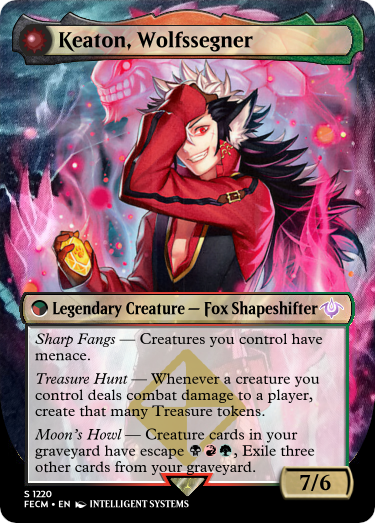 Keaton, Wolfssegner
Legendary Creature — Fox Shapeshifter
Sharp Fangs — Creatures you control have
menace.
Treasure Hunt — Whenever a creature you
control deals combat damage to a player,
create that many Treasure tokens.
Moon's Howl — Creature cards in your
graveyard have escape , Exile three
other cards from your graveyard.
7/6
S 1220
FECM • EN INTELLIGENT SYSTEMS